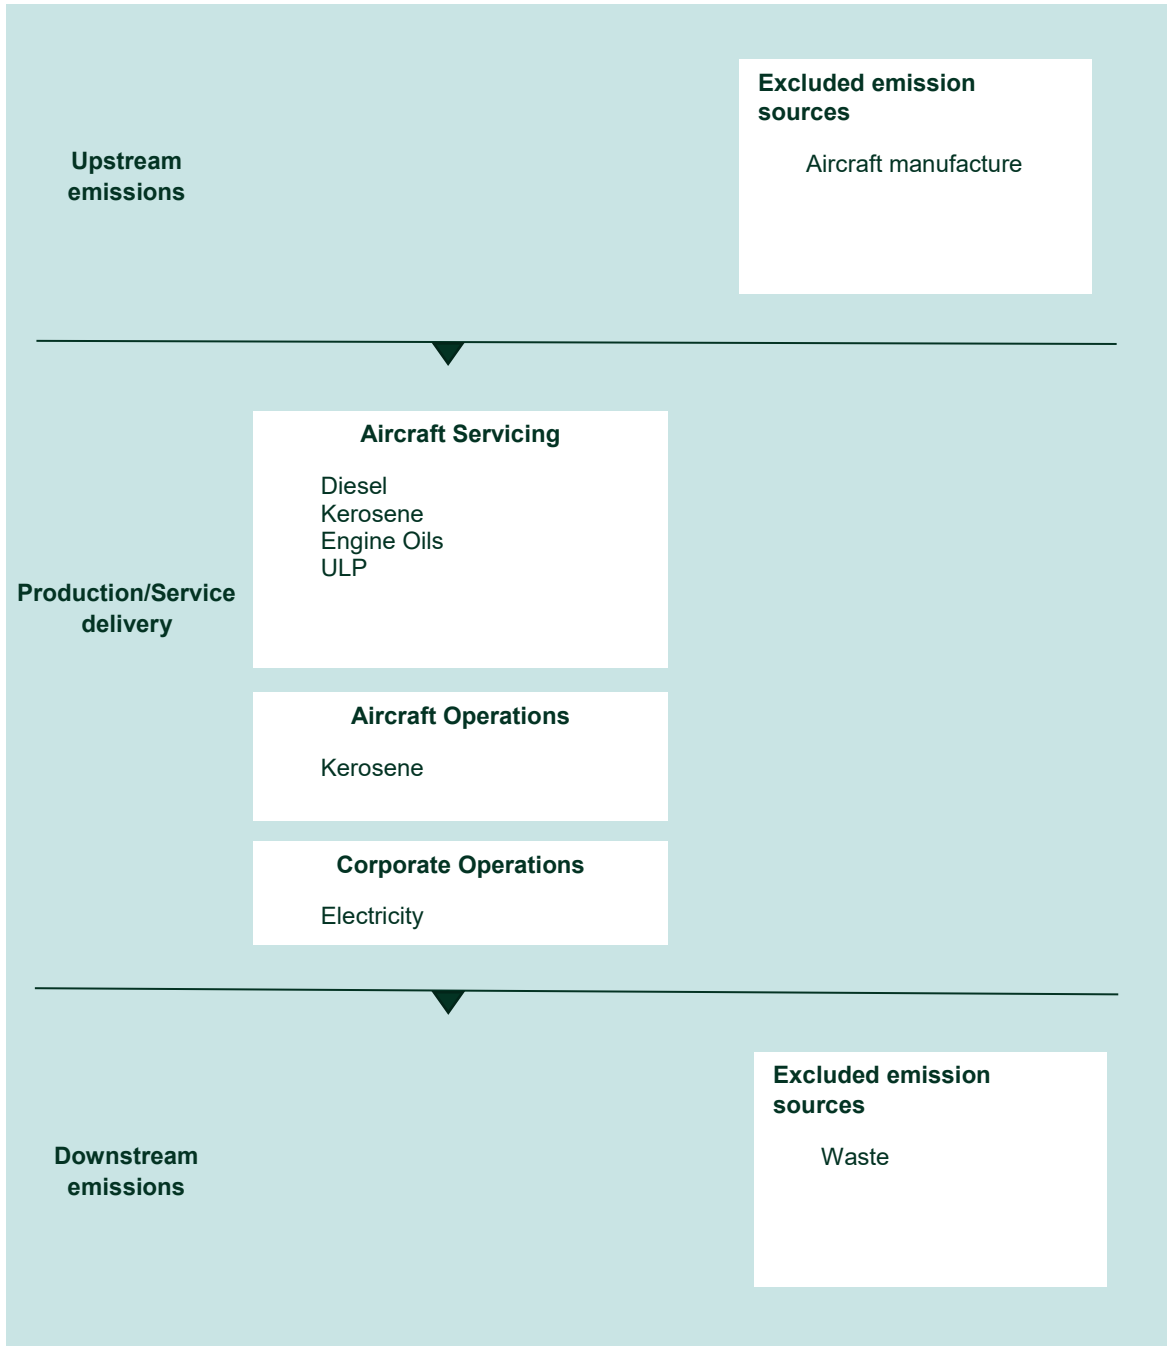 Excluded emission
sources
Aircraft manufacture
Upstream
emissions
Aircraft Servicing
Diesel
Kerosene
Engine Oils
ULP
Production/Service
delivery
Aircraft Operations
Kerosene
Corporate Operations
Electricity
Excluded emission
sources
Waste
Downstream
emissions